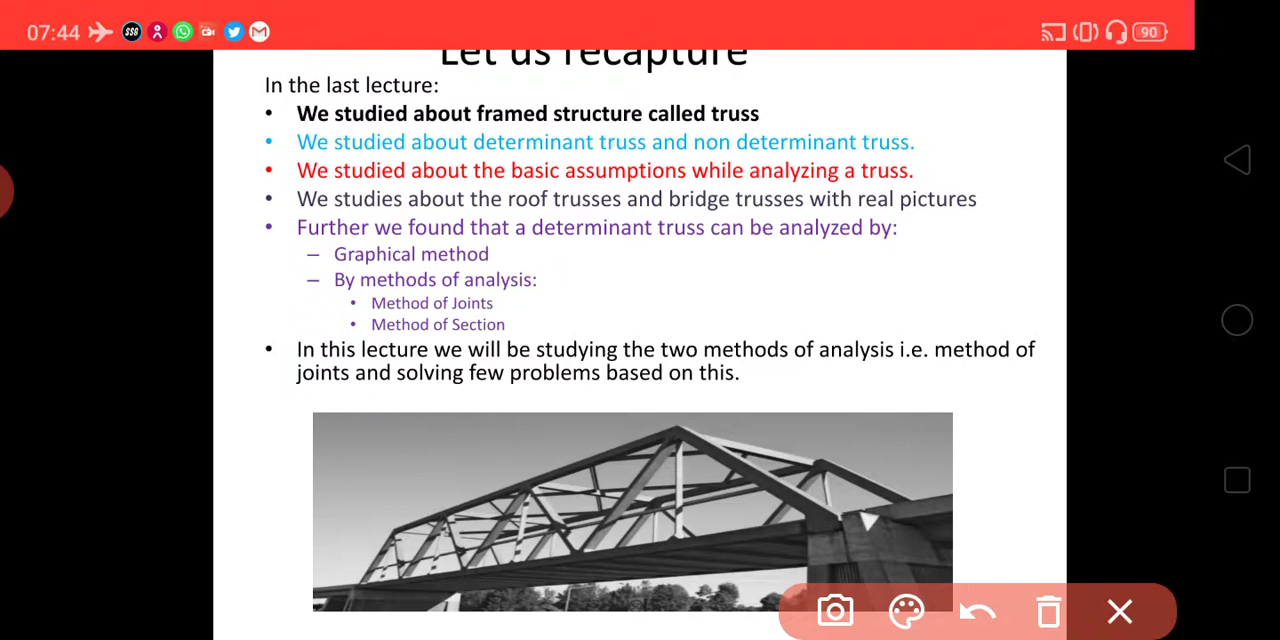 07:44
SSG
90
Let us recapture
In the last lecture:
• We studied about framed structure called truss
• We studied about determinant truss and non determinant truss.
• We studied about the basic assumptions while analyzing a truss.
• We studies about the roof trusses and bridge trusses with real pictures
• Further we found that a determinant truss can be analyzed by:
– Graphical method
– By methods of analysis:
• Method of Joints
• Method of Section
• In this lecture we will be studying the two methods of analysis i.e. method of
joints and solving few problems based on this.